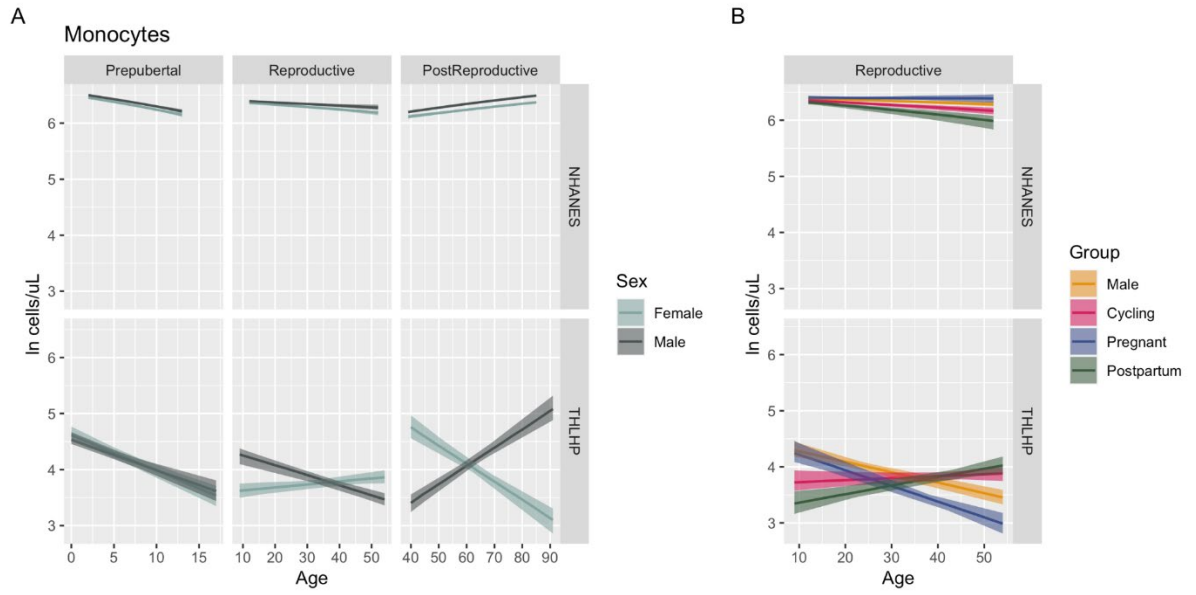 A
Monocytes
Prepubertal
Reproductive
PostReproductive
6
5
4
3
NHANES
6
5
4
3
THLHP
ln cells/uL
0
5
10
15
10
20
30
40
50
40
50
60
70
80
90
Age
Sex
Female
Male
B
Reproductive
6
5
4
3
NHANES
6
5
4
3
THLHP
ln cells/uL
10
20
30
40
50
Age
Group
Male
Cycling
Pregnant
Postpartum